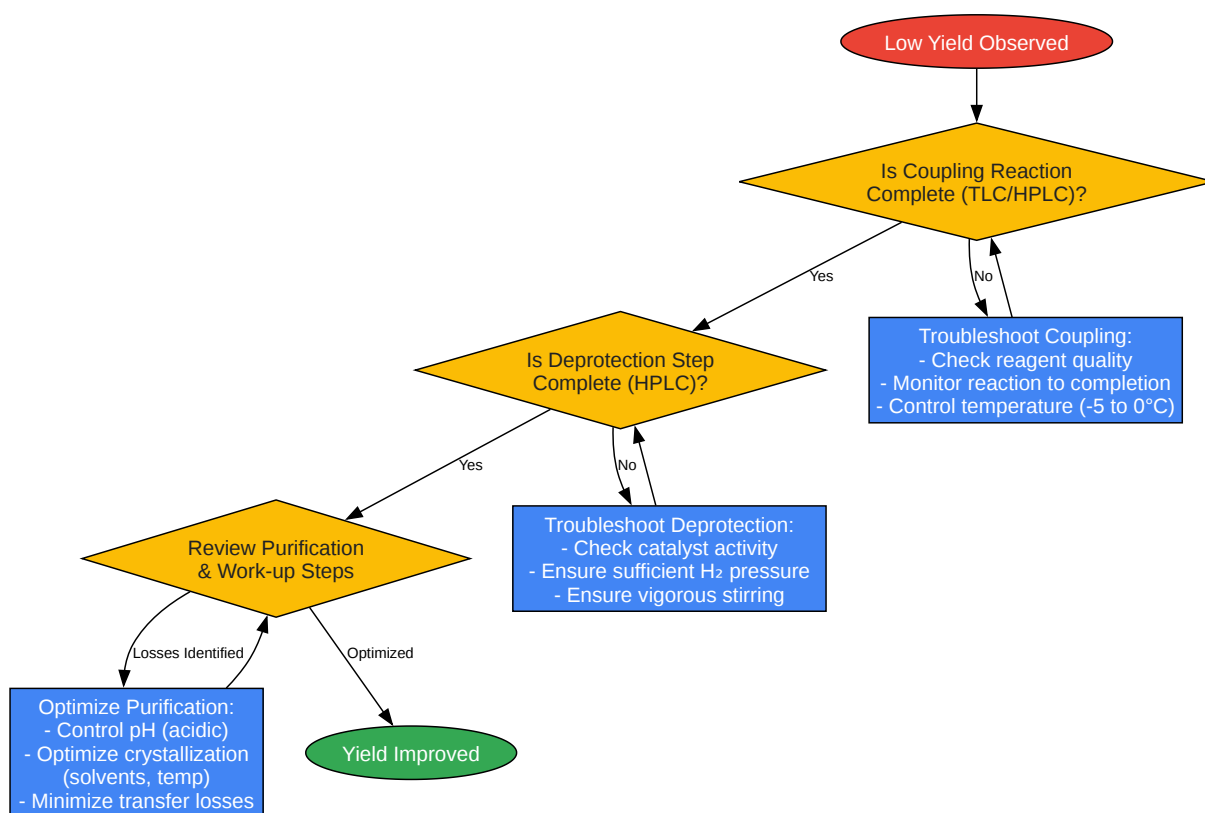 Low Yield Observed
Is Coupling Reaction
Complete (TLC/HPLC)?
Yes
No
Troubleshoot Coupling:
- Check reagent quality
- Monitor reaction to completion
- Control temperature (-5 to 0°C)
Is Deprotection Step
Complete (HPLC)?
Yes
No
Troubleshoot Deprotection:
- Check catalyst activity
- Ensure sufficient H₂ pressure
- Ensure vigorous stirring
Review Purification
& Work-up Steps
Losses Identified
Optimized
Optimize Purification:
- Control pH (acidic)
- Optimize crystallization
(solvents, temp)
- Minimize transfer losses
Yield Improved